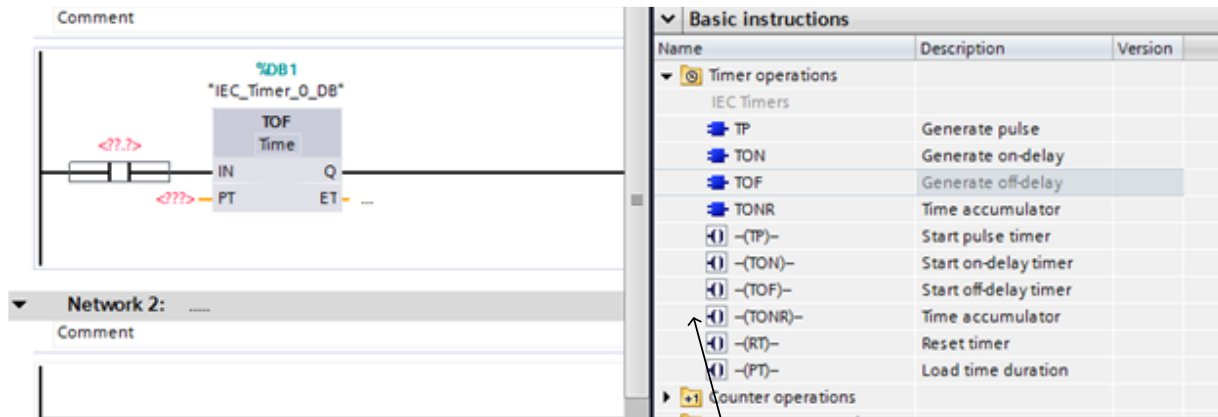 Comment
%DB1
"IEC_Timer_0_DB"
TOF
Time
<??.?>
IN Q
<???> PT ET ...
Network 2: ......
Comment
Basic instructions
Name Description Version
Timer operations
IEC Timers
TP Generate pulse
TON Generate on-delay
TOF Generate off-delay
TONR Time accumulator
-(TP)- Start pulse timer
-(TON)- Start on-delay timer
-(TOF)- Start off-delay timer
-(TONR)- Time accumulator
-(RT)- Reset timer
-(PT)- Load time duration
+1 Counter operations